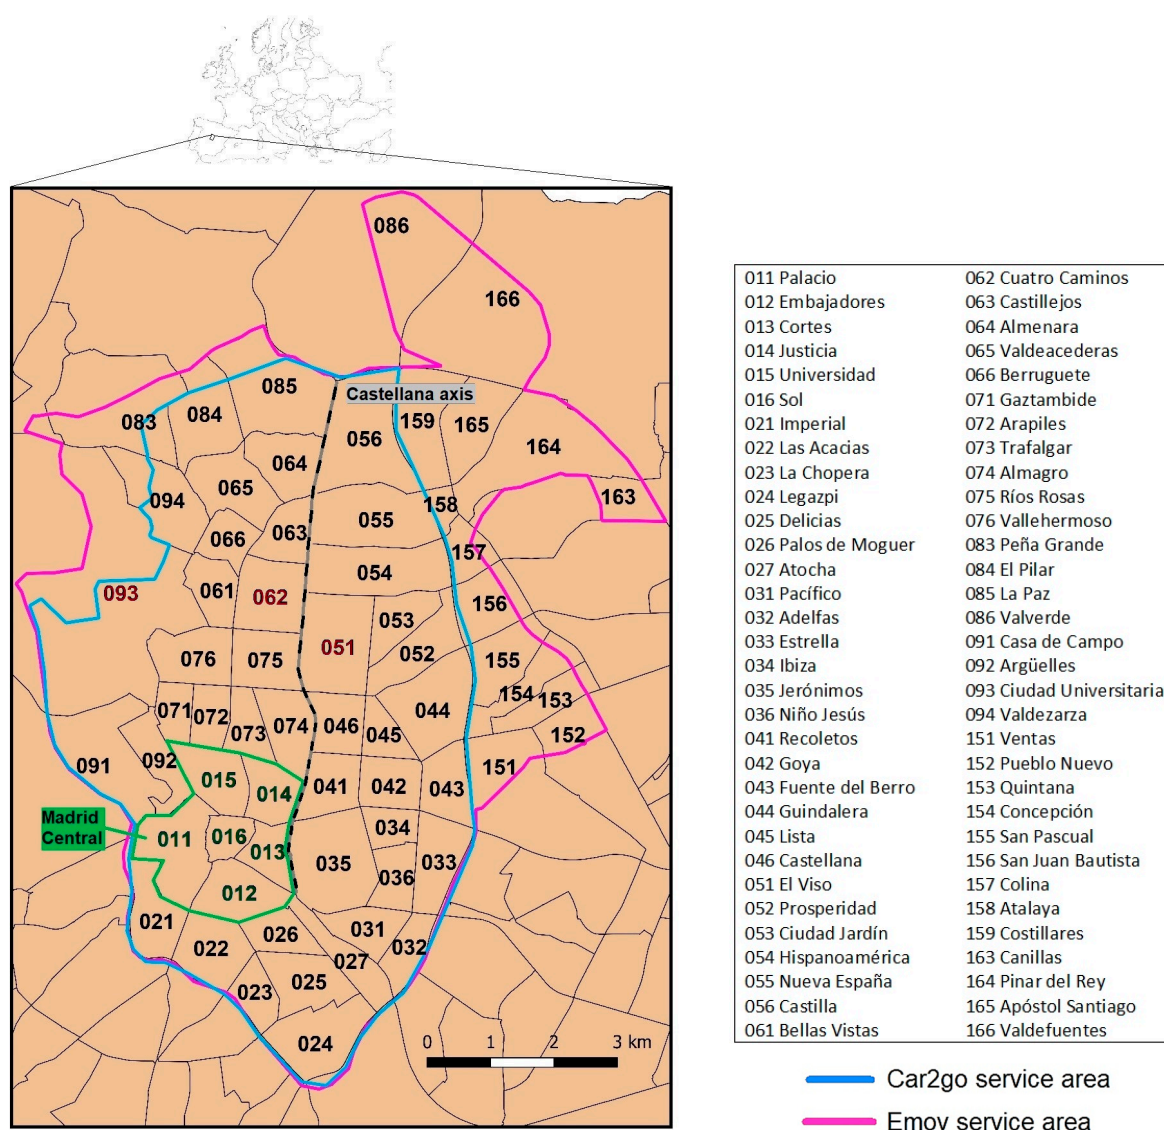 086
166
085
Castellana axis
083
084
159
165
056
164
064
065
094
163
158
055
063
066
157
054
093
061
062
156
053
051
052
155
076
075
154
153
071
072
073
074
046
045
044
152
092
091
015
014
041
042
043
151
Madrid
Central
011
016
013
034
035
033
036
012
021
026
031
022
027
032
025
023
024
0 1 2 3 km
011 Palacio 062 Cuatro Caminos
012 Embajadores 063 Castillejos
013 Cortes 064 Almenara
014 Justicia 065 Valdeacederas
015 Universidad 066 Berruguete
016 Sol 071 Gaztambide
021 Imperial 072 Arapiles
022 Las Acacias 073 Trafalgar
023 La Chopera 074 Almagro
024 Legazpi 075 Ríos Rosas
025 Delicias 076 Vallehermoso
026 Palos de Moguer 083 Peña Grande
027 Atocha 084 El Pilar
031 Pacífico 085 La Paz
032 Adelfas 086 Valverde
033 Estrella 091 Casa de Campo
034 Ibiza 092 Argüelles
035 Jerónimos 093 Ciudad Universitaria
036 Niño Jesús 094 Valdezarza
041 Recoletos 151 Ventas
042 Goya 152 Pueblo Nuevo
043 Fuente del Berro 153 Quintana
044 Guindalera 154 Concepción
045 Lista 155 San Pascual
046 Castellana 156 San Juan Bautista
051 El Viso 157 Colina
052 Prosperidad 158 Atalaya
053 Ciudad Jardín 159 Costillares
054 Hispanoamérica 163 Canillas
055 Nueva España 164 Pinar del Rey
056 Castilla 165 Apóstol Santiago
061 Bellas Vistas 166 Valdefuentes
Car2go service area
Emov service area